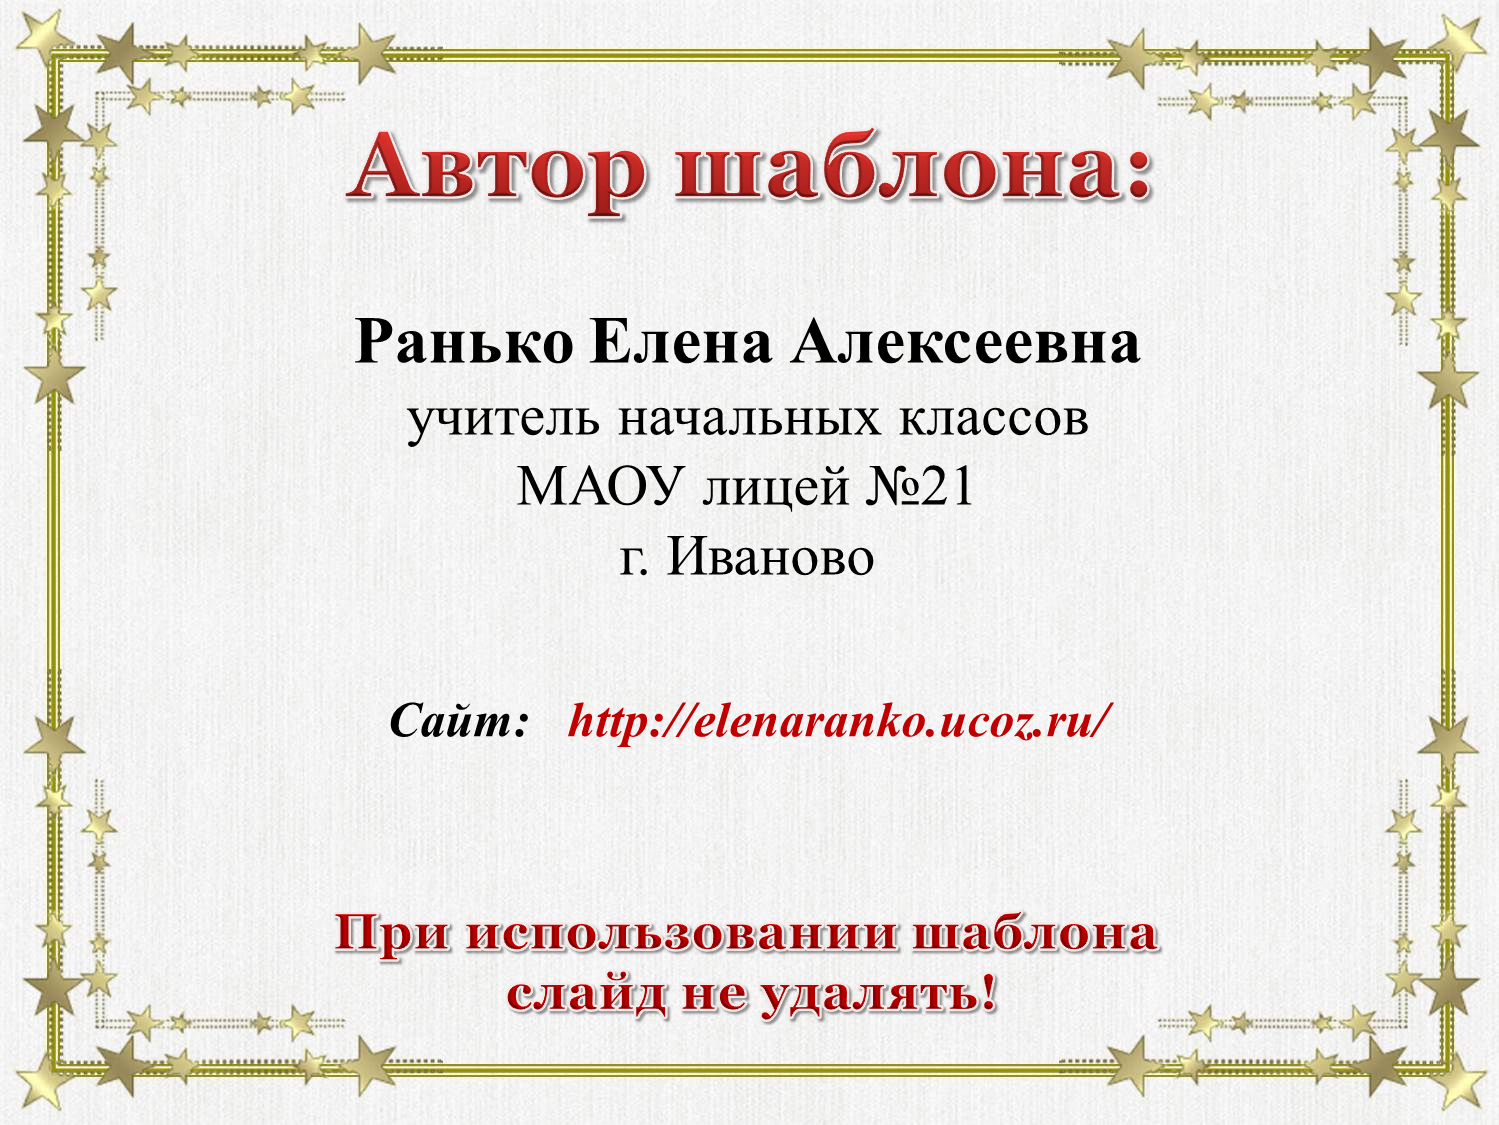 Автор шаблона:
Ранько Елена Алексеевна
учитель начальных классов
МАОУ лицей №21
г. Иваново
Сайт: http://elenaranko.ucoz.ru/
При использовании шаблона
слайд не удалять!